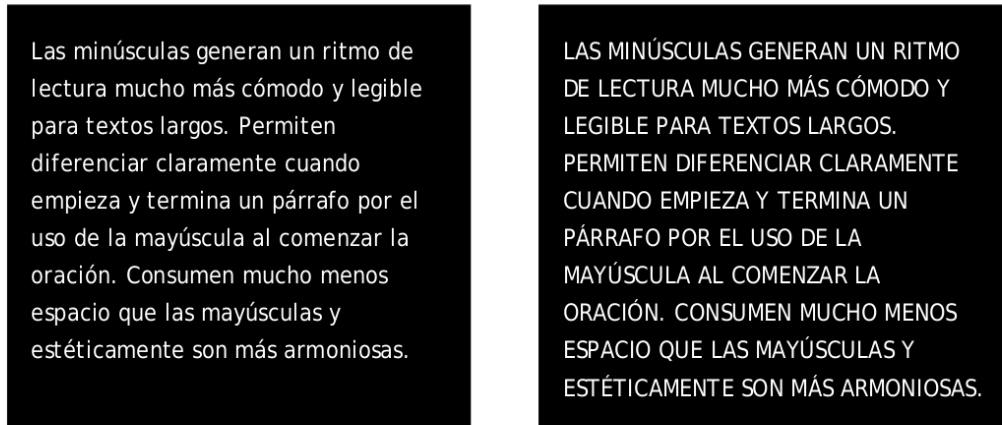 Las minúsculas generan un ritmo de
lectura mucho más cómodo y legible
para textos largos. Permiten
diferenciar claramente cuando
empieza y termina un párrafo por el
uso de la mayúscula al comenzar la
oración. Consumen mucho menos
espacio que las mayúsculas y
estéticamente son más armoniosas.
LAS MINÚSCULAS GENERAN UN RITMO
DE LECTURA MUCHO MÁS CÓMODO Y
LEGIBLE PARA TEXTOS LARGOS.
PERMITEN DIFERENCIAR CLARAMENTE
CUANDO EMPIEZA Y TERMINA UN
PÁRRAFO POR EL USO DE LA
MAYÚSCULA AL COMENZAR LA
ORACIÓN. CONSUMEN MUCHO MENOS
ESPACIO QUE LAS MAYÚSCULAS Y
ESTÉTICAMENTE SON MÁS ARMONIOSAS.